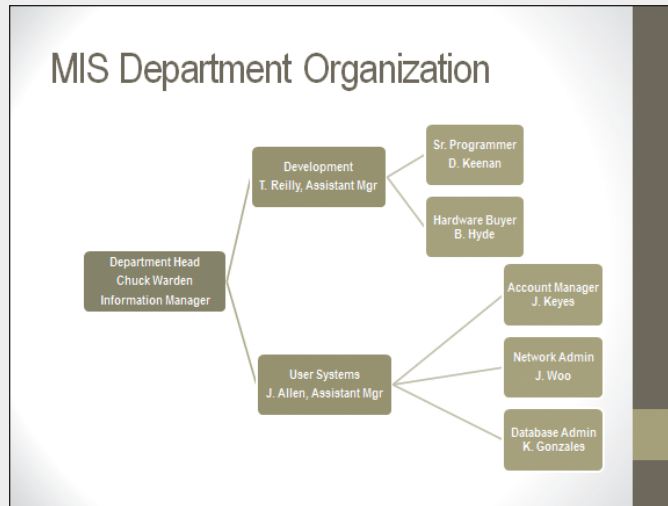 MIS Department Organization
Sr. Programmer
D. Keenan
Development
T. Reilly, Assistant Mgr
Hardware Buyer
B. Hyde
Department Head
Chuck Warden
Information Manager
Account Manager
J. Keyes
User Systems
J. Allen, Assistant Mgr
Network Admin
J. Woo
Database Admin
K. Gonzales